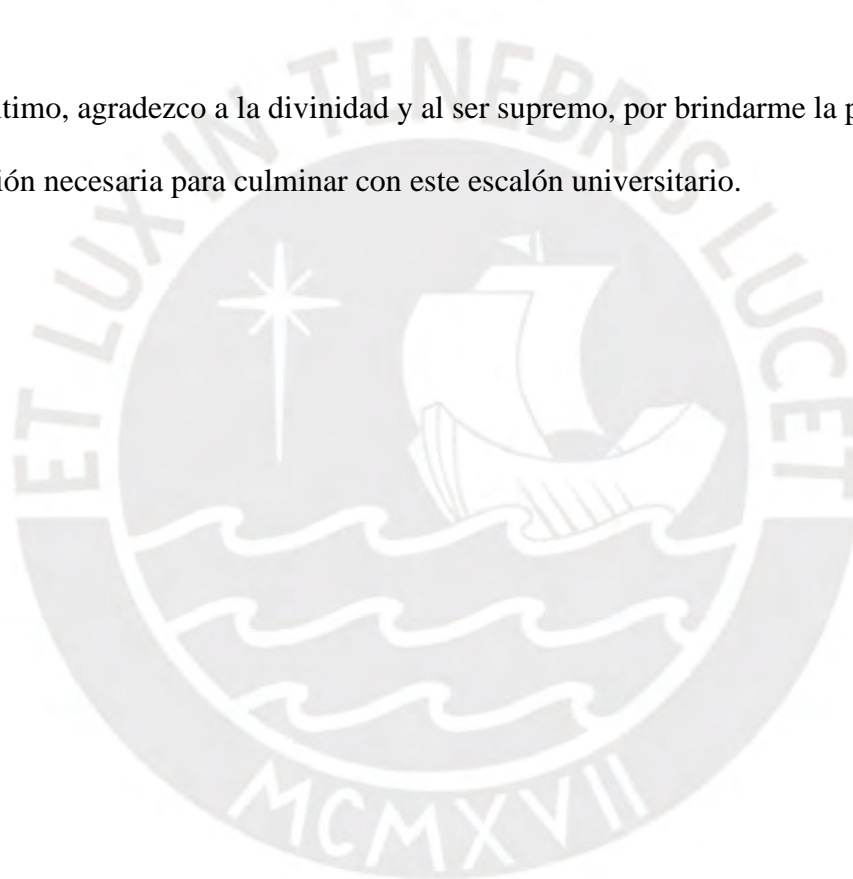 timo, agradezco a la divinidad y al ser supremo, por brindarme la p
ión necesaria para culminar con este escalón universitario.
ET LUX IN TENEBRIS LUCET
MCMXVII